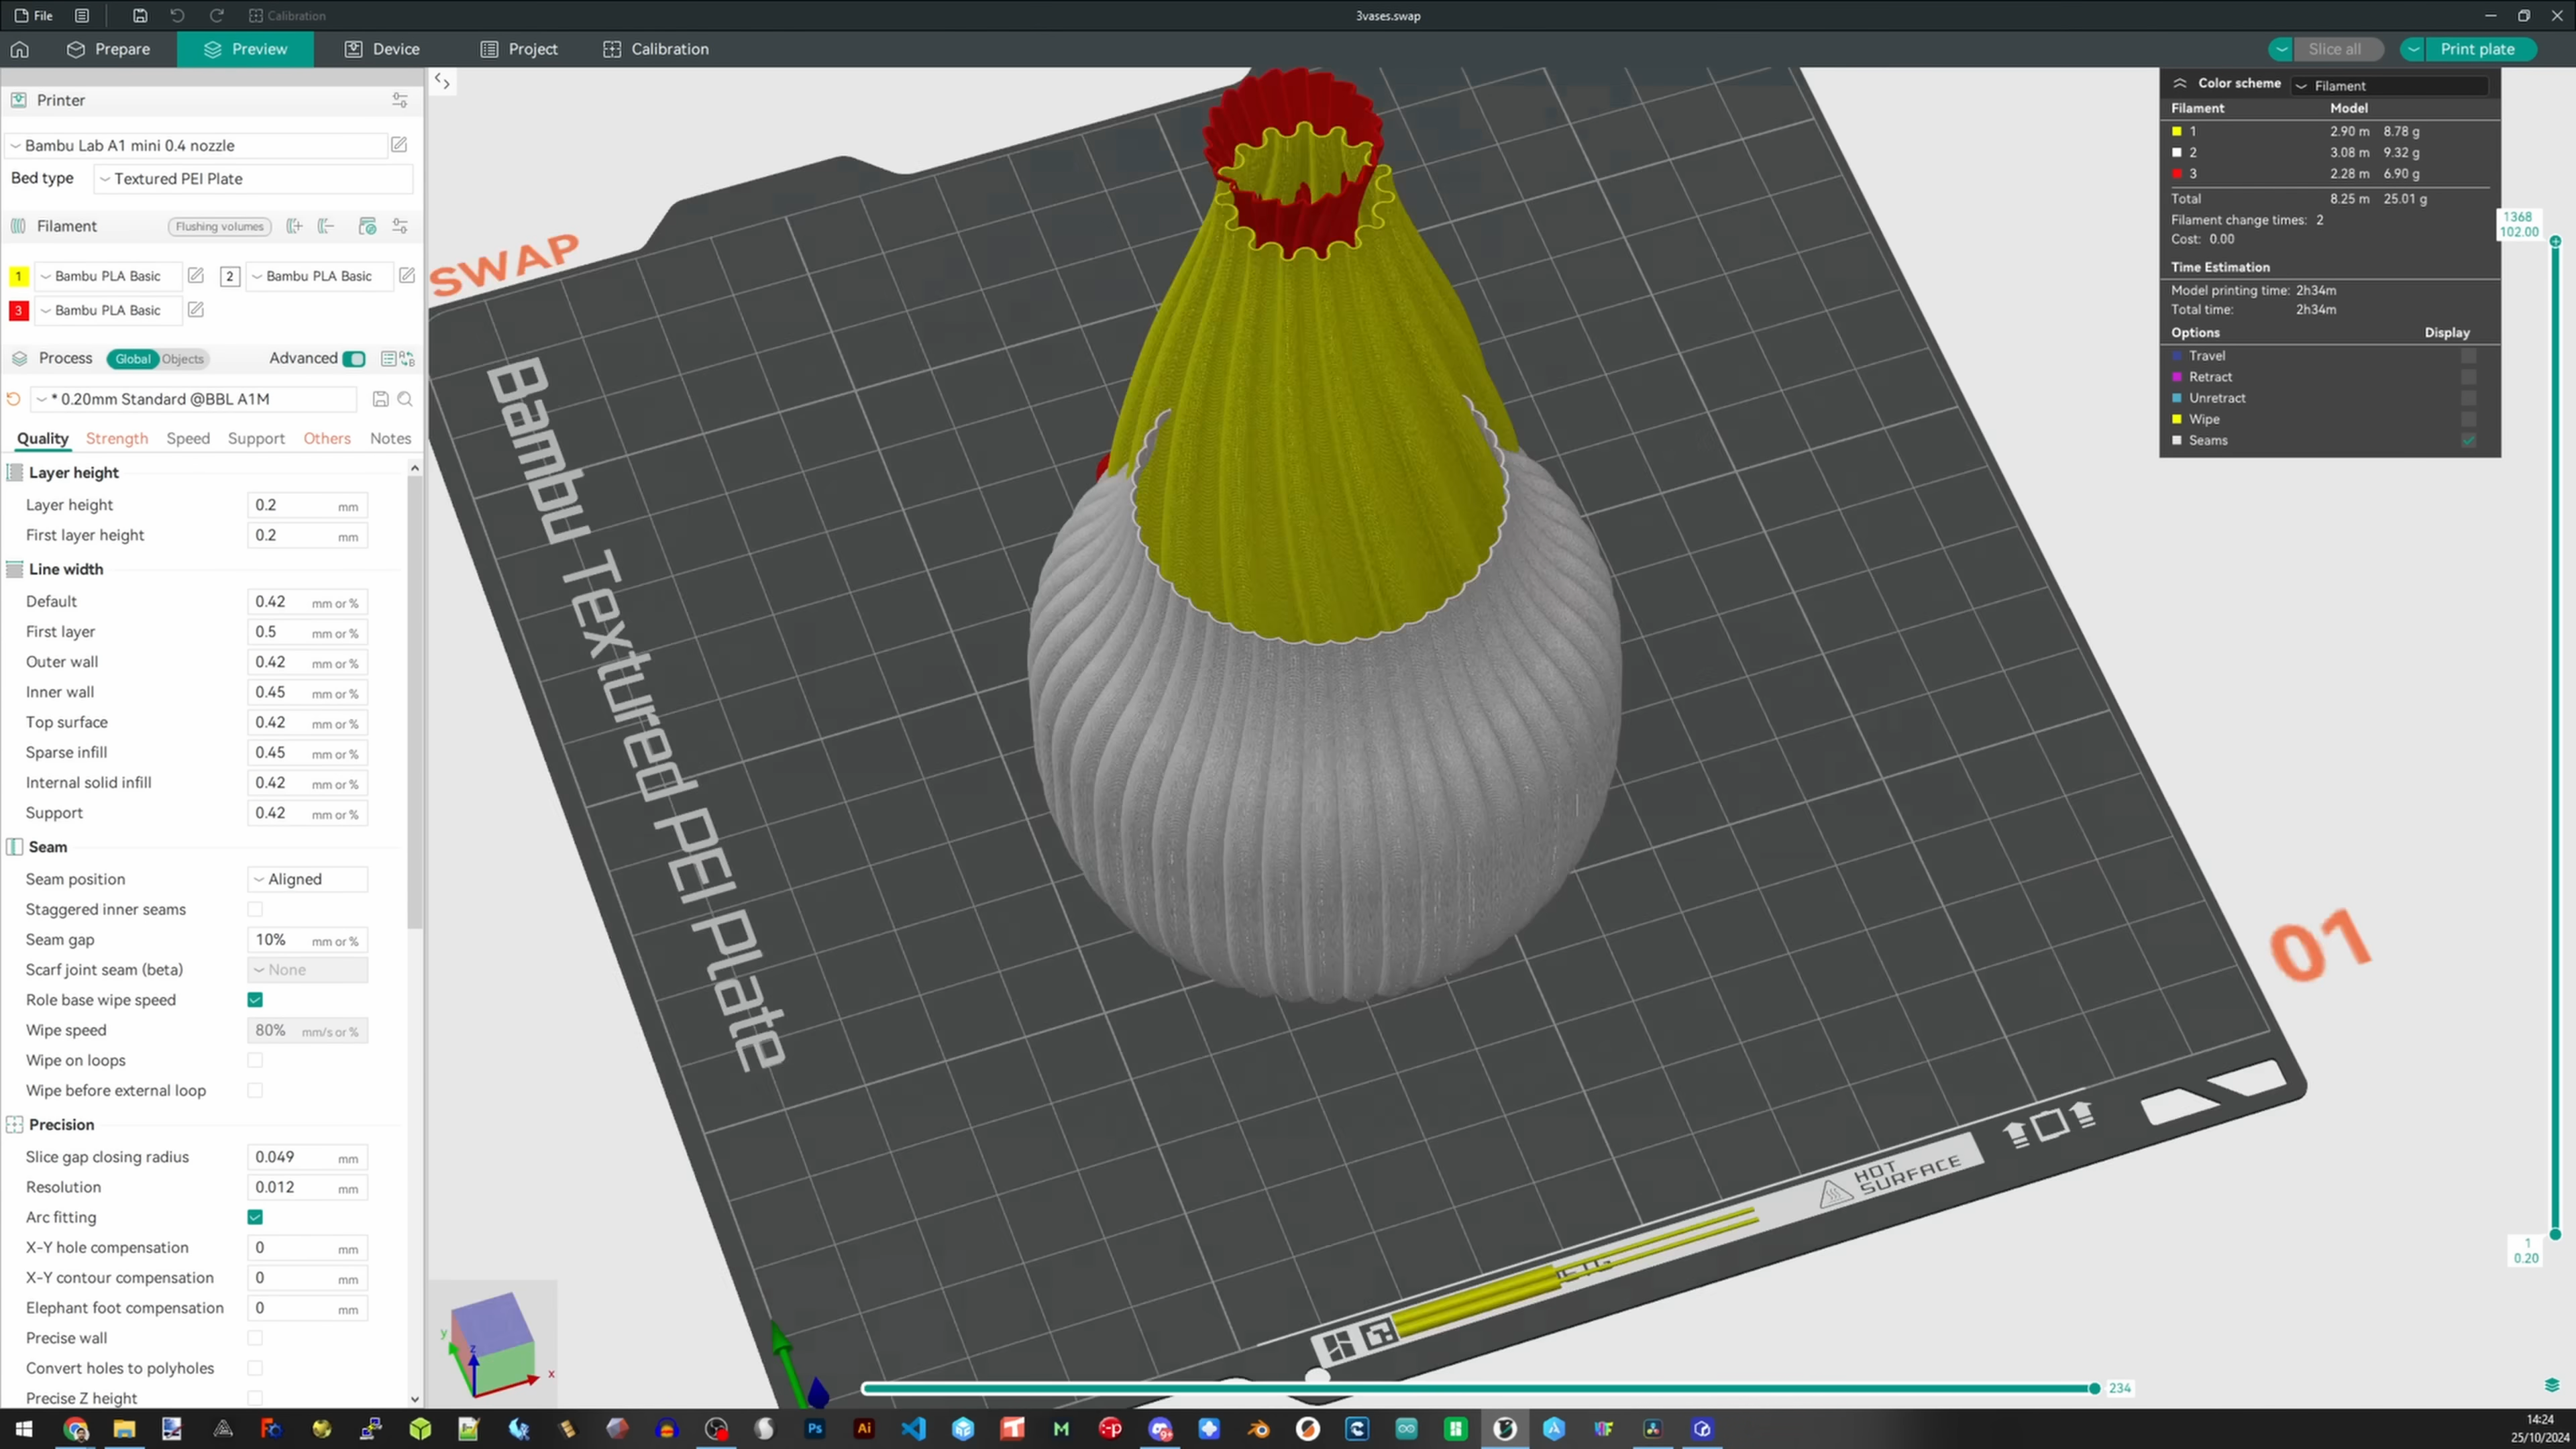 File
Calibration
3vases.swap
Prepare
Preview
Device
Project
Calibration
Slice all
Print plate
Printer
Bambu Lab A1 mini 0.4 nozzle
Bed type
Textured PEI Plate
Filament
Flushing volumes
1 Bambu PLA Basic
2 Bambu PLA Basic
3 Bambu PLA Basic
Process
Global
Objects
Advanced
* 0.20mm Standard @BBL A1M
Quality
Strength
Speed
Support
Others
Notes
Layer height
Layer height 0.2 mm
First layer height 0.2 mm
Line width
Default 0.42 mm or %
First layer 0.5 mm or %
Outer wall 0.42 mm or %
Inner wall 0.45 mm or %
Top surface 0.42 mm or %
Sparse infill 0.45 mm or %
Internal solid infill 0.42 mm or %
Support 0.42 mm or %
Seam
Seam position Aligned
Staggered inner seams
Seam gap 10% mm or %
Scarf joint seam (beta) None
Role base wipe speed
Wipe speed 80% mm/s or %
Wipe on loops
Wipe before external loop
Precision
Slice gap closing radius 0.049 mm
Resolution 0.012 mm
Arc fitting
X-Y hole compensation 0 mm
X-Y contour compensation 0 mm
Elephant foot compensation 0 mm
Precise wall
Convert holes to polyholes
Precise Z height
SWAP
Bambu Textured PEI Plate
01
HOT
SURFACE
y
z
x
234
Color scheme Filament
Filament Model
1 2.90 m 8.78 g
2 3.08 m 9.32 g
3 2.28 m 6.90 g
Total 8.25 m 25.01 g
Filament change times: 2
Cost: 0.00
Time Estimation
Model printing time: 2h34m
Total time: 2h34m
Options Display
Travel
Retract
Unretract
Wipe
Seams
1368
102.00
1
0.20
Ps
Ai
9+
14:24
25/10/2024